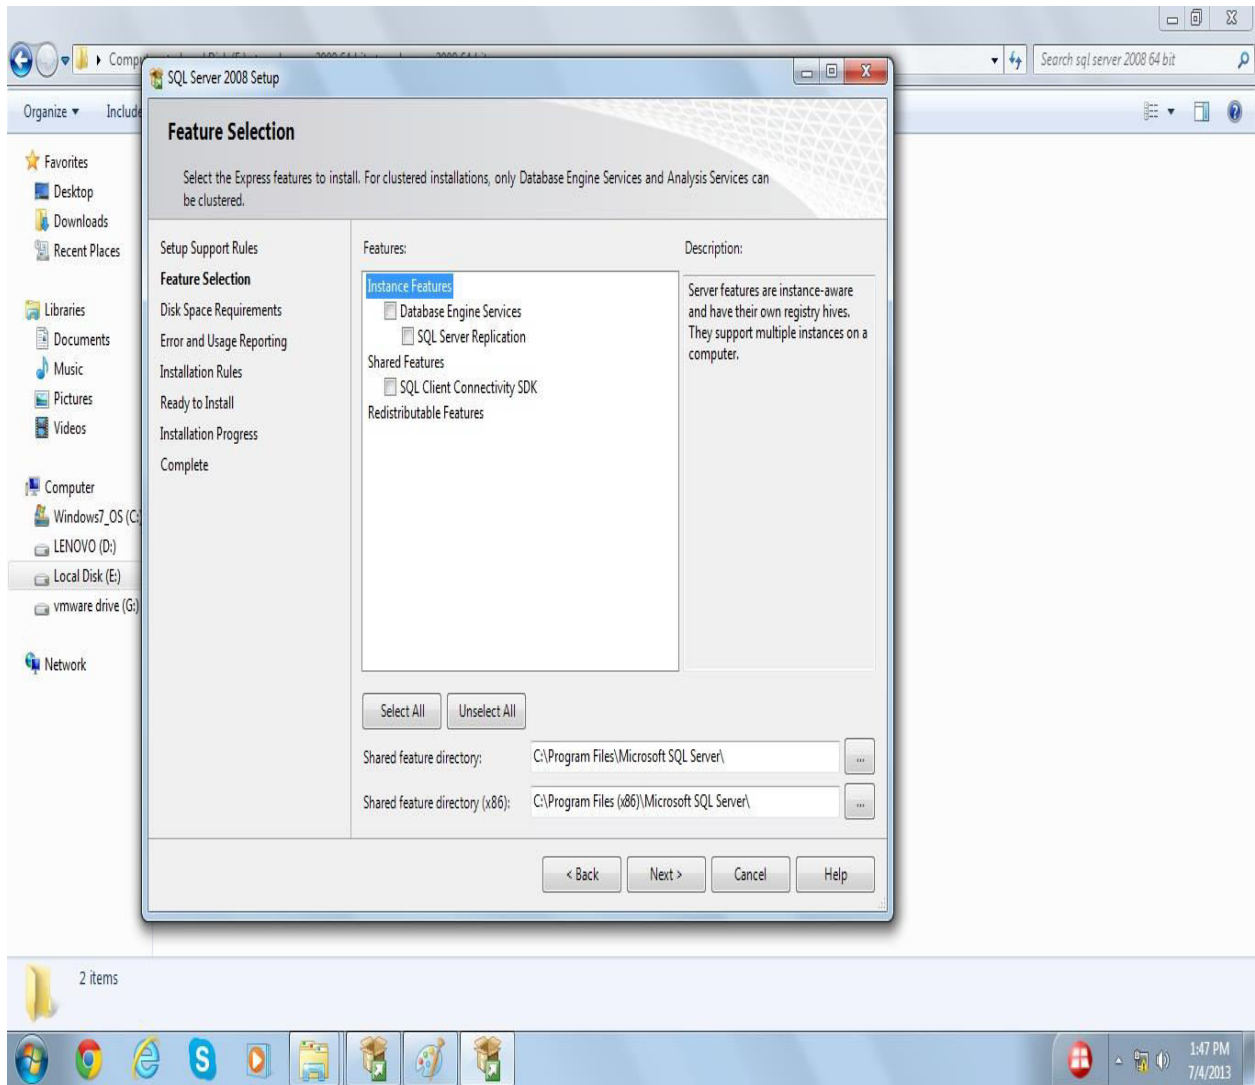 Search sql server 2008 64 bit
SQL Server 2008 Setup
Organize
Feature Selection
Select the Express features to install. For clustered installations, only Database Engine Services and Analysis Services can
be clustered.
Favorites
Desktop
Downloads
Recent Places
Libraries
Documents
Music
Pictures
Videos
Computer
Windows7_OS (C:)
LENOVO (D:)
Local Disk (E:)
vmware drive (G:)
Network
Setup Support Rules
Feature Selection
Disk Space Requirements
Error and Usage Reporting
Installation Rules
Ready to Install
Installation Progress
Complete
Features:
Instance Features
Database Engine Services
SQL Server Replication
Shared Features
SQL Client Connectivity SDK
Redistributable Features
Description:
Server features are instance-aware
and have their own registry hives.
They support multiple instances on a
computer.
Select All
Unselect All
Shared feature directory:
C:\Program Files\Microsoft SQL Server\
...
Shared feature directory (x86):
C:\Program Files (x86)\Microsoft SQL Server\
...
< Back
Next >
Cancel
Help
2 items
1:47 PM
7/4/2013